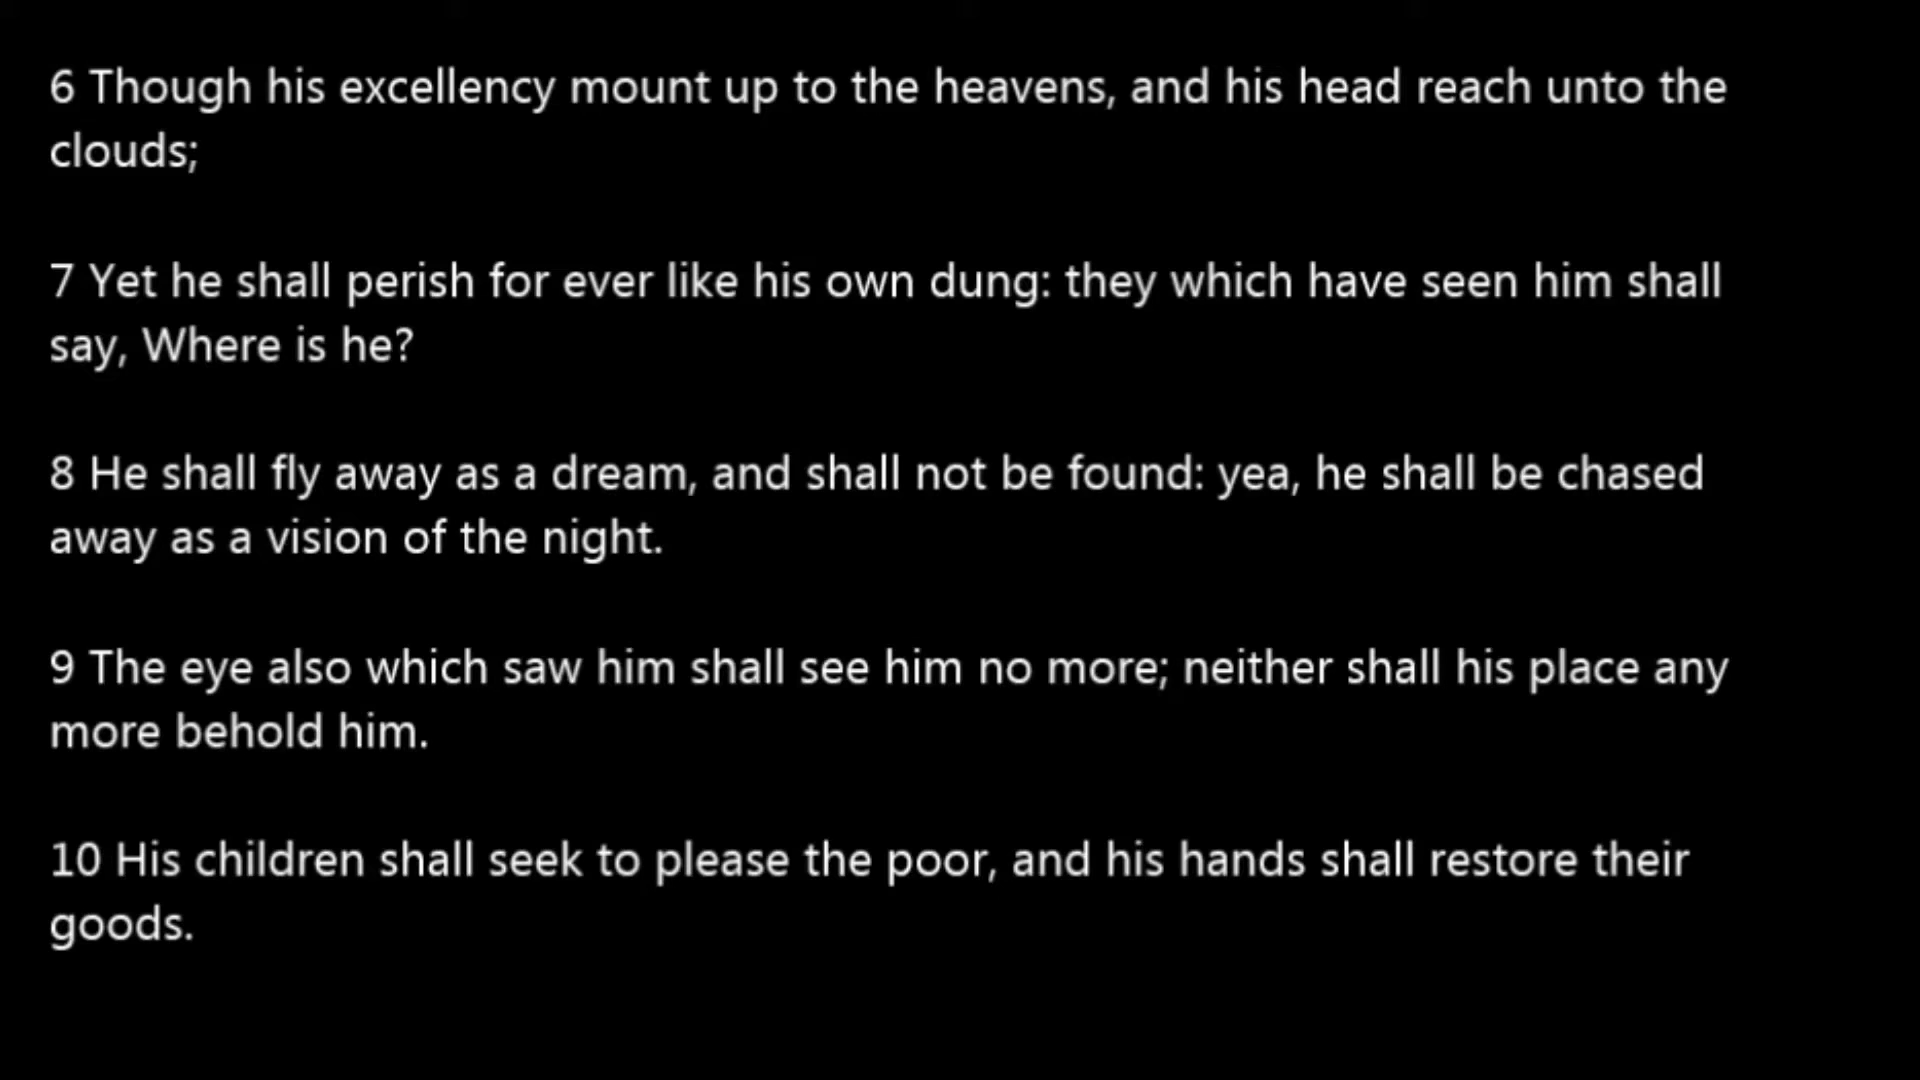 6 Though his excellency mount up to the heavens, and his head reach unto the
clouds;
7 Yet he shall perish for ever like his own dung: they which have seen him shall
say, Where is he?
8 He shall fly away as a dream, and shall not be found: yea, he shall be chased
away as a vision of the night.
9 The eye also which saw him shall see him no more; neither shall his place any
more behold him.
10 His children shall seek to please the poor, and his hands shall restore their
goods.